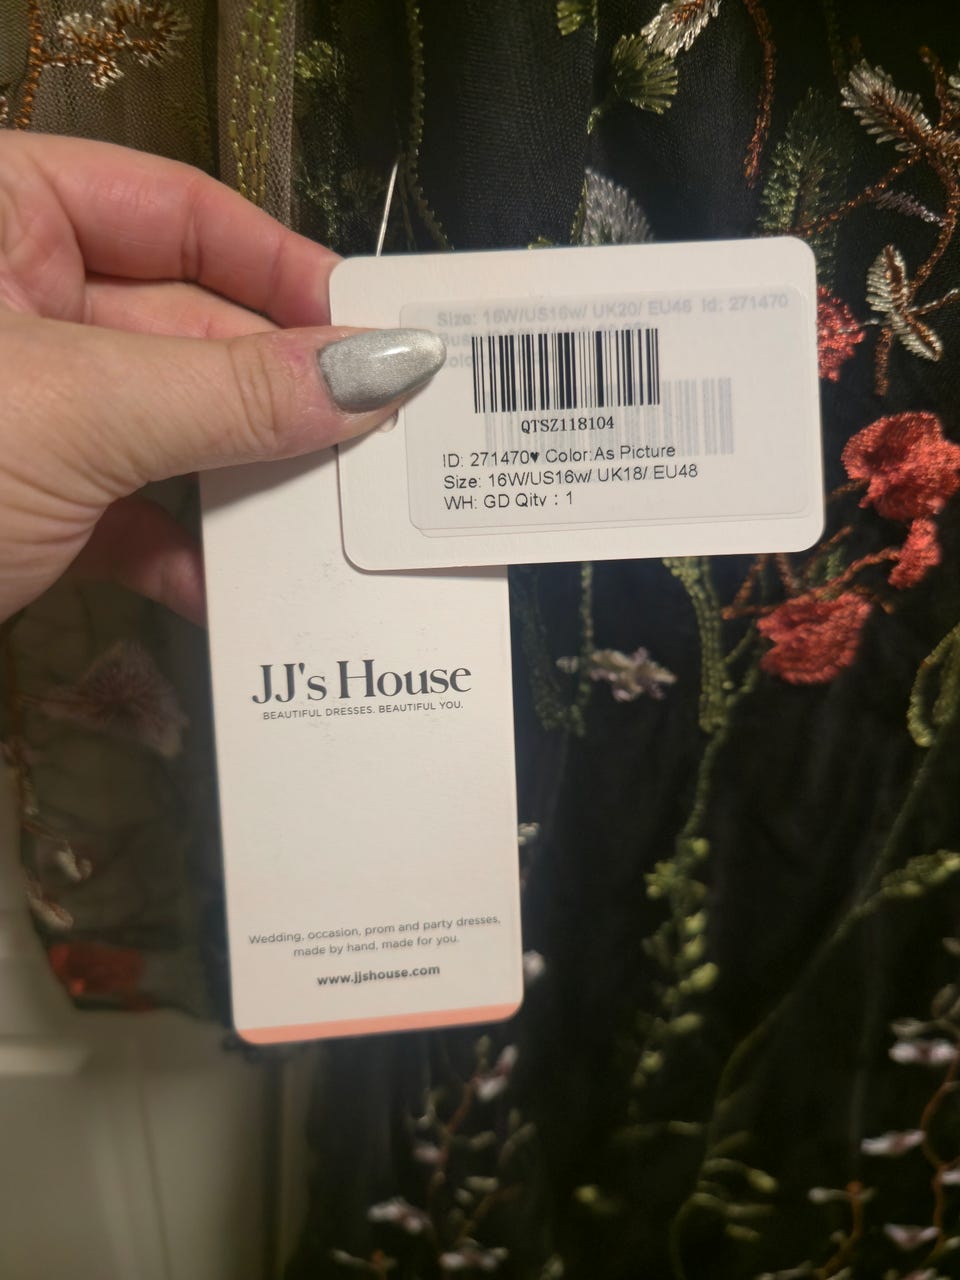 Size: 16W/US16w/ UK20/ EU46 Id: 271470
QTSZ118104
ID: 271470♥ Color:As Picture
Size: 16W/US16w/ UK18/ EU48
WH: GD Qitv : 1
JJ's House
BEAUTIFUL DRESSES. BEAUTIFUL YOU.
Wedding, occasion, prom and party dresses,
made by hand, made for you.
www.jjshouse.com